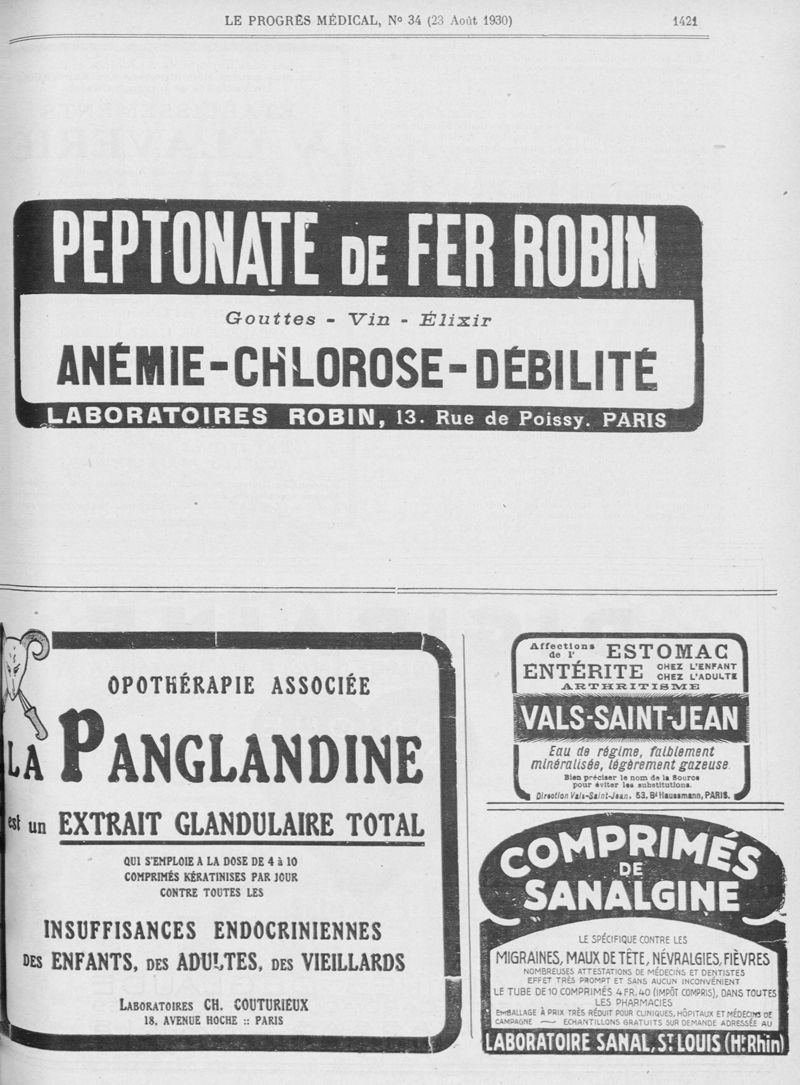 LE PROGRÈS MÉDICAL, No 34 (23 Août 1930) 1421
PEPTONATE DE FER ROBIN
Gouttes - Vin - Élixir
ANÉMIE-CHLOROSE-DÉBILITÉ
LABORATOIRES ROBIN, 13. Rue de Poissy. PARIS
OPOTHÉRAPIE ASSOCIÉE
LA PANGLANDINE
est un EXTRAIT GLANDULAIRE TOTAL
QUI S'EMPLOIE A LA DOSE DE 4 à 10
COMPRIMÉS KÉRATINISES PAR JOUR
CONTRE TOUTES LES
INSUFFISANCES ENDOCRINIENNES
DES ENFANTS, DES ADULTES, DES VIEILLARDS
LABORATOIRES CH. COUTURIEUX
18, AVENUE HOCHE :: PARIS
Affections de l' ESTOMAC
ENTÉRITE CHEZ L'ENFANT
CHEZ L'ADULTE
ARTHRITISME
VALS-SAINT-JEAN
Eau de régime, faiblement
minéralisée, légèrement gazeuse
Bien préciser le nom de la Source
pour éviter les substitutions.
Direction Vals-Saint-Jean. 53, Bd Haussmann, PARIS.
COMPRIMÉS
DE
SANALGINE
LE SPÉCIFIQUE CONTRE LES
MIGRAINES, MAUX DE TÊTE, NÉVRALGIES, FIÈVRES
NOMBREUSES ATTESTATIONS DE MÉDECINS ET DENTISTES
EFFET TRÈS PROMPT ET SANS AUCUN INCONVÉNIENT
LE TUBE DE 10 COMPRIMÉS 4 FR. 40 (IMPÔT COMPRIS), DANS TOUTES
LES PHARMACIES
EMBALLAGE À PRIX TRÈS RÉDUIT POUR CLINIQUES, HÔPITAUX ET MÉDECINS DE
CAMPAGNE — ECHANTILLONS GRATUITS SUR DEMANDE ADRESSÉE AU
LABORATOIRE SANAL, ST LOUIS (Ht Rhin)